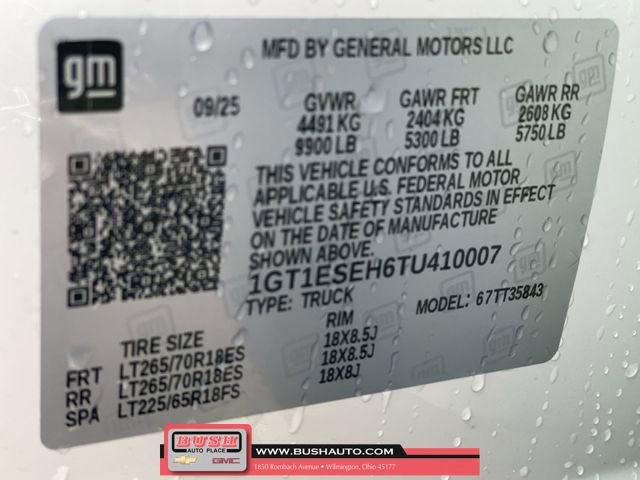 gm
MFD BY GENERAL MOTORS LLC
09/25 GVWR GAWR FRT GAWR RR
4491 KG 2404 KG 2608 KG
9900 LB 5300 LB 5750 LB
THIS VEHICLE CONFORMS TO ALL
APPLICABLE U.S. FEDERAL MOTOR
VEHICLE SAFETY STANDARDS IN EFFECT
ON THE DATE OF MANUFACTURE
SHOWN ABOVE.
1GT1ESEH6TU410007
TYPE: TRUCK MODEL: 67TT35843
TIRE SIZE RIM
FRT LT265/70R18ES 18X8.5J
RR LT265/70R18ES 18X8.5J
SPA LT225/65R18FS 18X8J
BUSH
AUTO PLACE
GMC
WWW.BUSHAUTO.COM
1850 Rombach Avenue • Wilmington, Ohio 45177